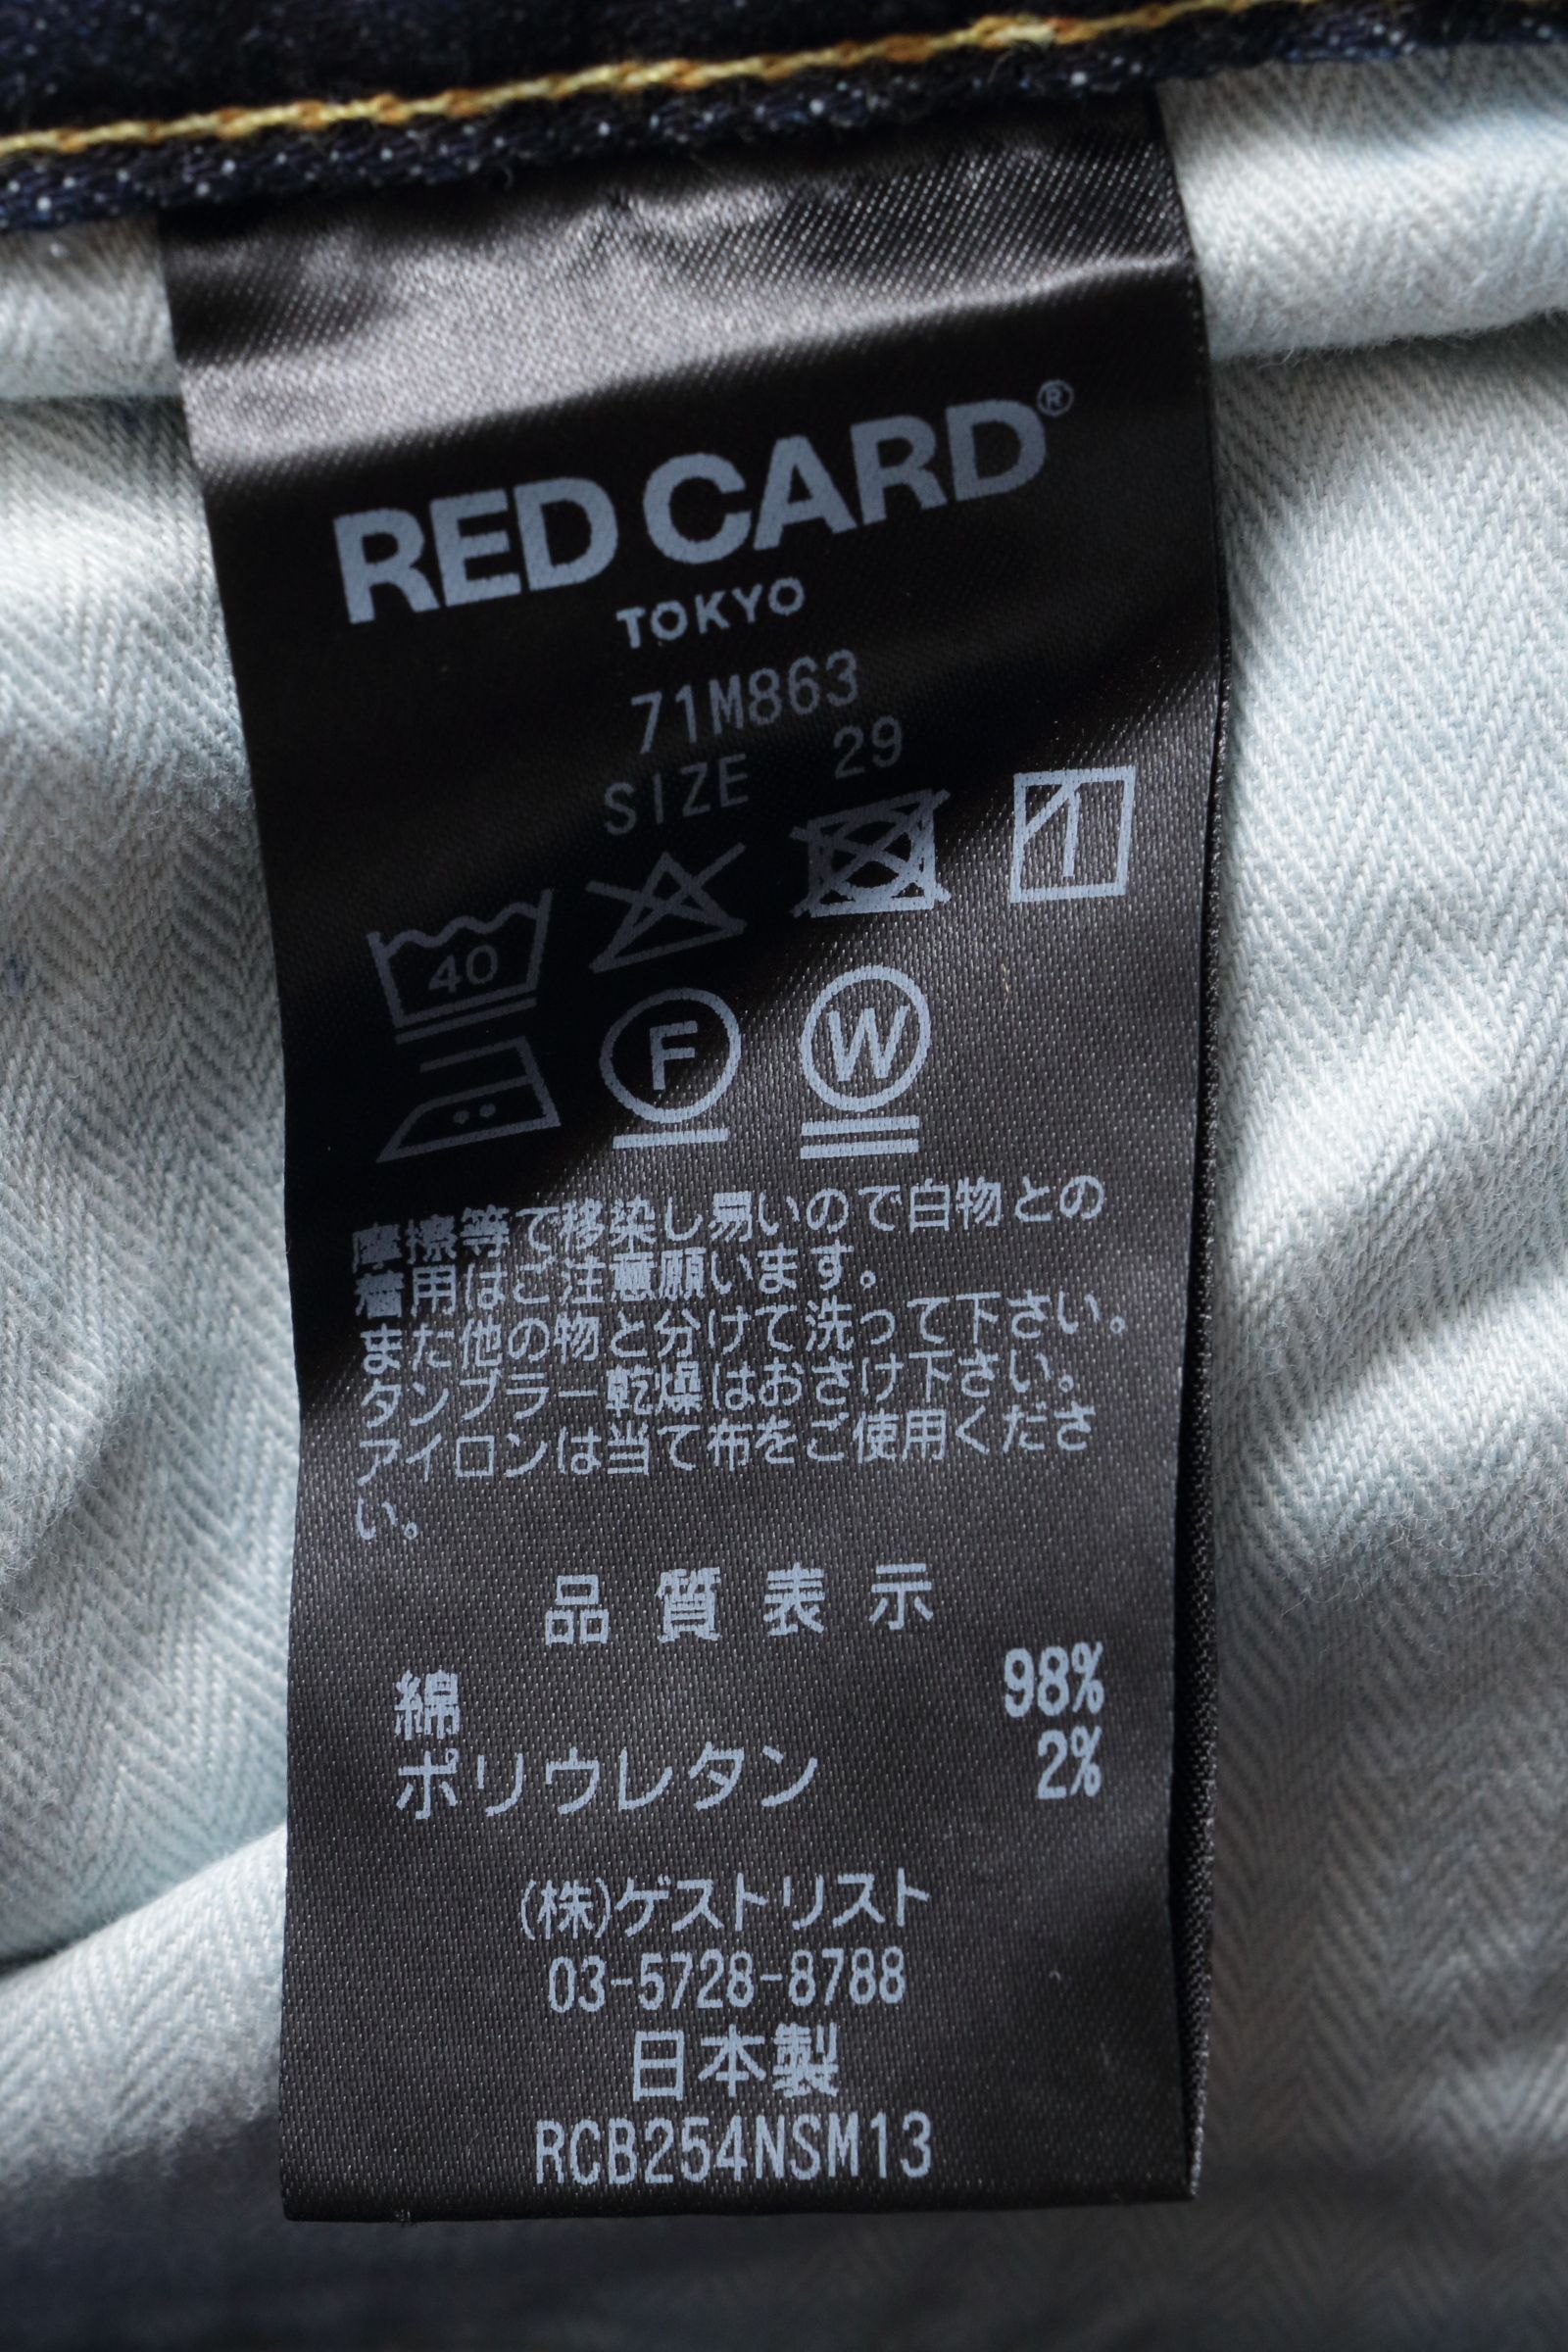 RED CARD®
TOKYO
71M863
SIZE 29
40
F W
摩擦等で移染し易いので白物との
着用はご注意願います。
また他の物と分けて洗って下さい。
タンブラー乾燥はおさけ下さい。
アイロンは当て布をご使用くださ
い。
品質表示
綿 98%
ポリウレタン 2%
(株)ゲストリスト
03-5728-8788
日本製
RCB254NSM13